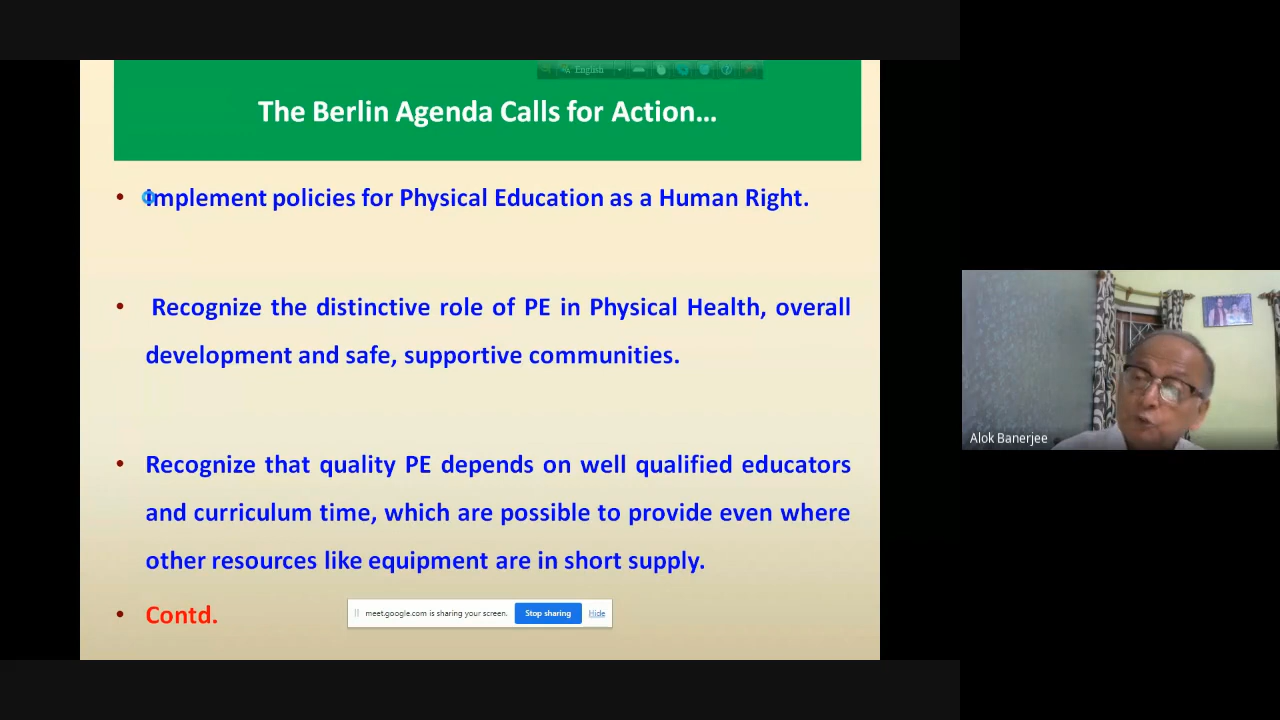 English
The Berlin Agenda Calls for Action...
• Implement policies for Physical Education as a Human Right.
• Recognize the distinctive role of PE in Physical Health, overall
development and safe, supportive communities.
• Recognize that quality PE depends on well qualified educators
and curriculum time, which are possible to provide even where
other resources like equipment are in short supply.
• Contd.
meet.google.com is sharing your screen. Stop sharing Hide
Alok Banerjee